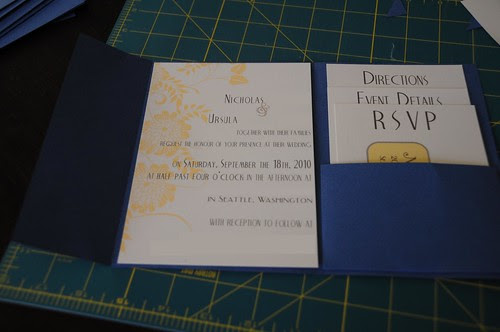 Nicholas
&
Ursula
together with their families
request the honour of your presence at their wedding
on Saturday, September the 18th, 2010
at half past four o'clock in the afternoon at
in Seattle, Washington
with reception to follow at
Directions
Event Details
RSVP